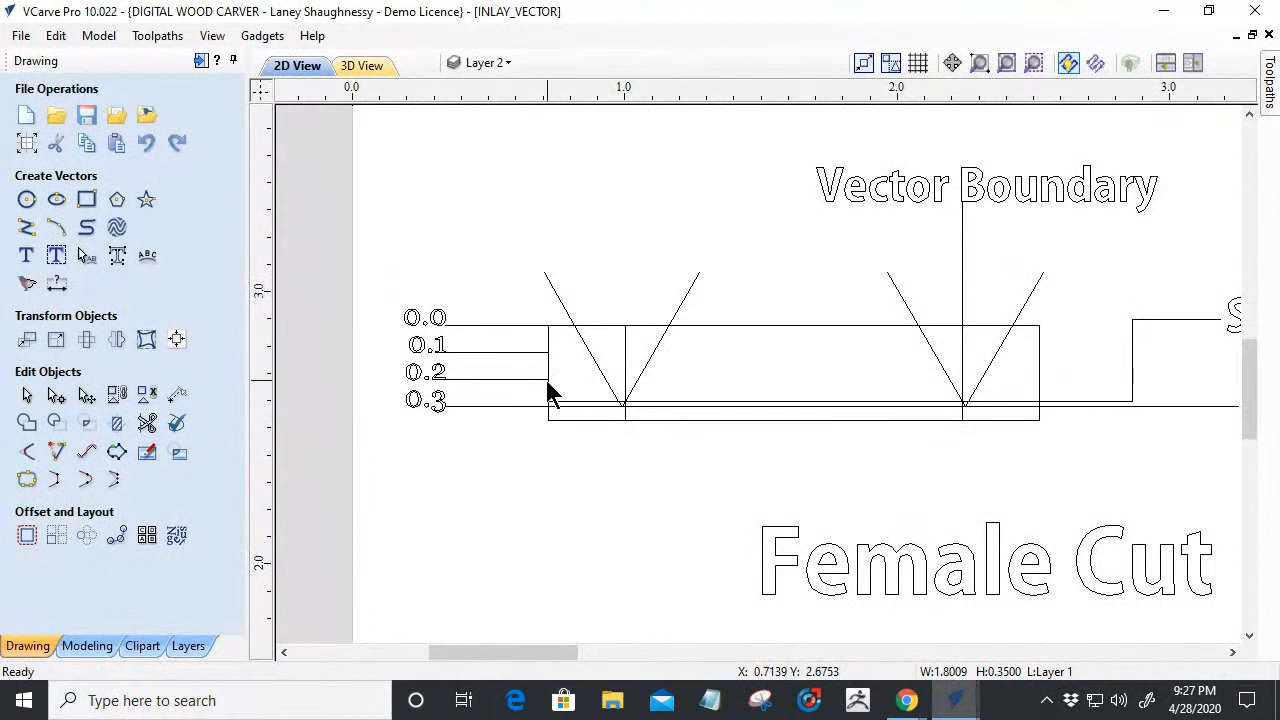 VCarve Pro 10.022 - {DIGITAL WOOD CARVER - Laney Shaughnessy - Demo Licence} - [INLAY_VECTOR]
File Edit Model Toolpaths View Gadgets Help
Drawing
2D View
3D View
Layer 2
Toolpaths
File Operations
Create Vectors
Transform Objects
Edit Objects
Offset and Layout
0.0 1.0 2.0 3.0
3.0
2.0
Vector Boundary
0.0
0.1
0.2
0.3
S
Female Cut
Drawing Modeling Clipart Layers
Ready
X: 0.7139 Y: 2.6753
W:1.8009 H:0.3500 L:Layer 1
Type here to search
9:27 PM
4/28/2020